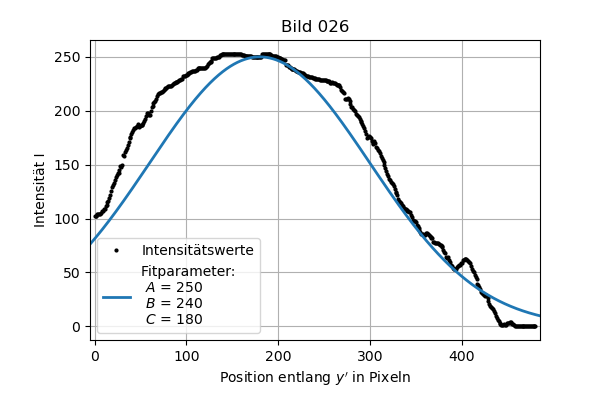 Bild 026
Intensität I
250
200
150
100
50
0
Intensitätswerte
Fitparameter:
A = 250
B = 240
C = 180
0 100 200 300 400
Position entlang y′ in Pixeln